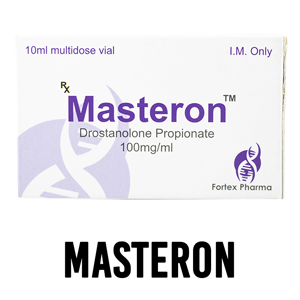 10ml multidose vial
I.M. Only
Rx
Masteron™
Drostanolone Propionate
100mg/ml
Fortex Pharma
MASTERON